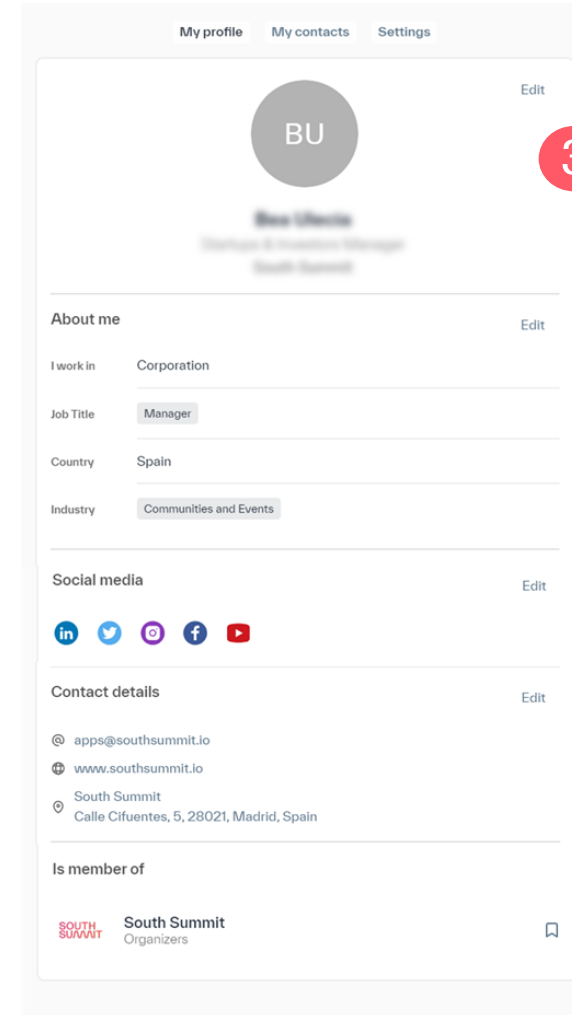 My profile My contacts Settings
Edit
BU
3
About me
Edit
I work in Corporation
Job Title Manager
Country Spain
Industry Communities and Events
Social media
Edit
in
f
Contact details
Edit
apps@southsummit.io
www.southsummit.io
South Summit
Calle Cifuentes, 5, 28021, Madrid, Spain
Is member of
SOUTH
SUMMIT
South Summit
Organizers